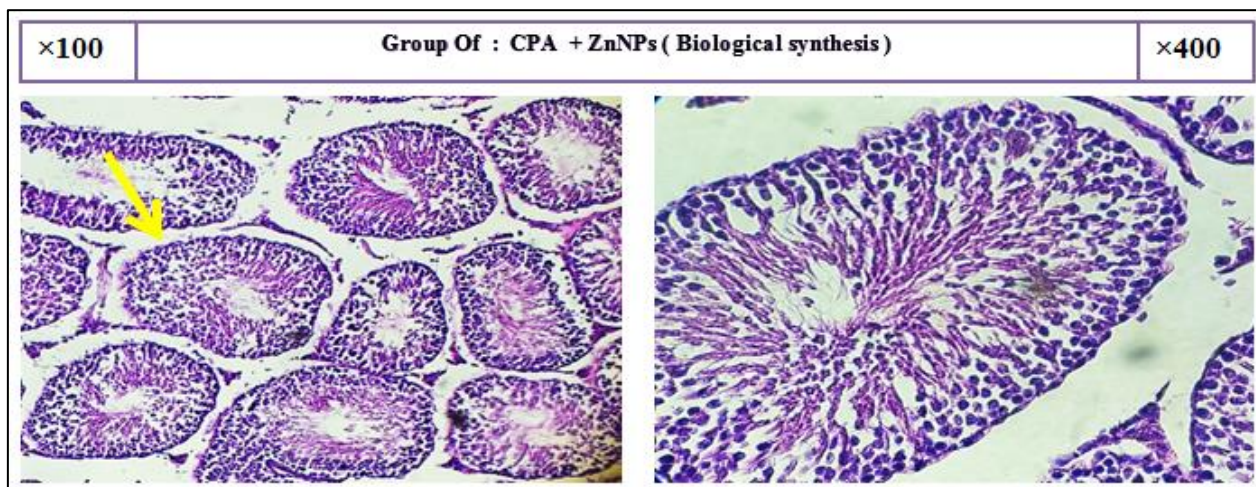 ×100
Group Of : CPA + ZnNPs ( Biological synthesis )
×400